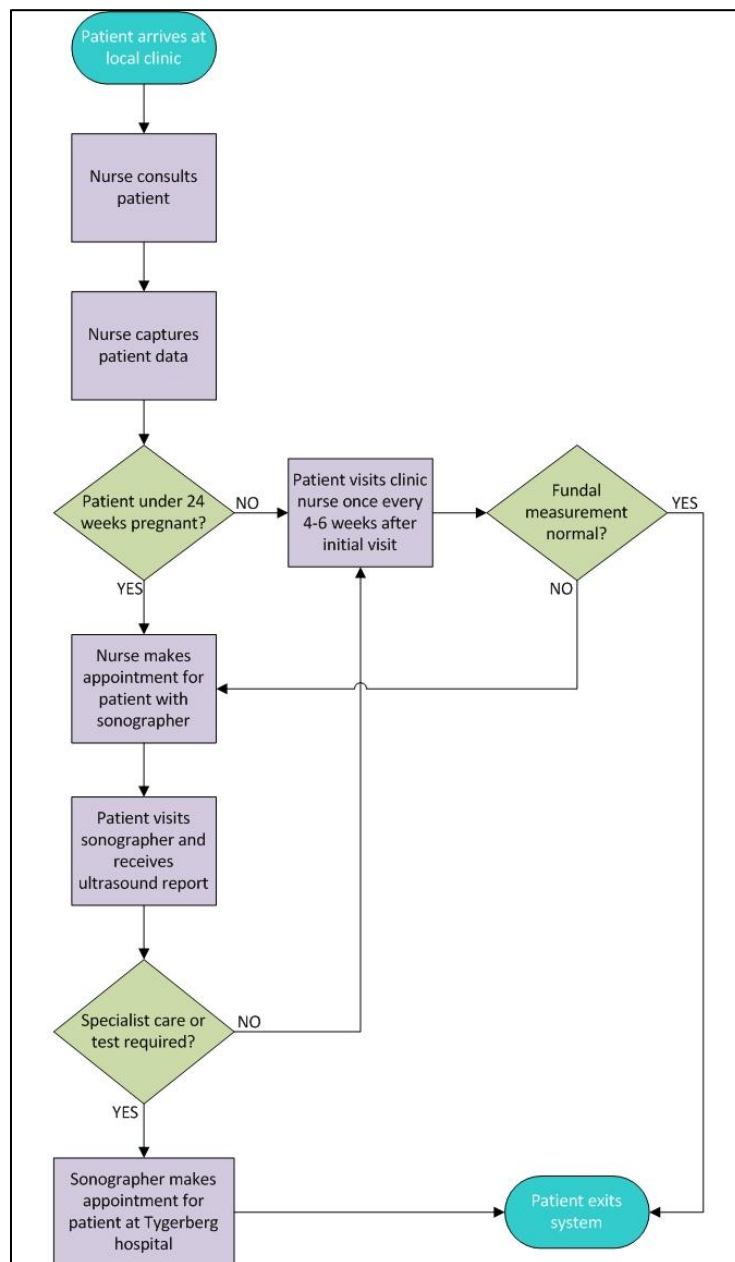 Patient arrives at
local clinic
Nurse consults
patient
Nurse captures
patient data
Patient under 24
weeks pregnant?
NO
YES
Patient visits clinic
nurse once every
4-6 weeks after
initial visit
Fundal
measurement
normal?
YES
NO
Nurse makes
appointment for
patient with
sonographer
Patient visits
sonographer and
receives
ultrasound report
Specialist care or
test required?
NO
YES
Sonographer makes
appointment for
patient at Tygerberg
hospital
Patient exits
system